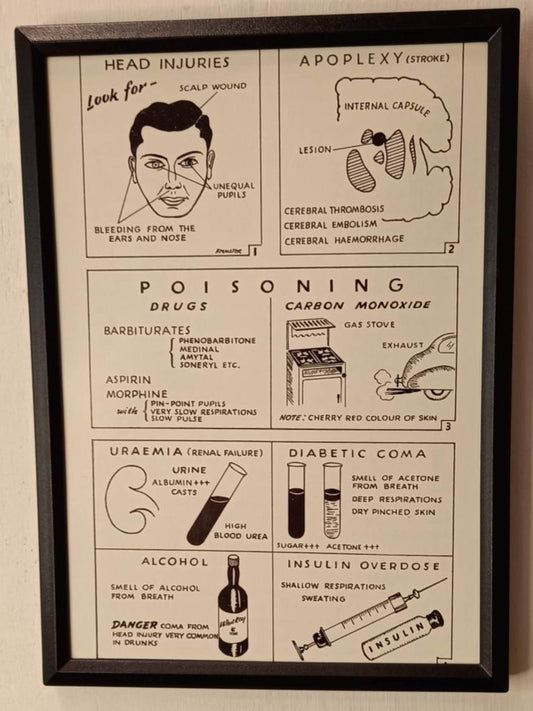 HEAD INJURIES
Look for-
SCALP WOUND
UNEQUAL
PUPILS
BLEEDING FROM THE
EARS AND NOSE
1
APOPLEXY (STROKE)
INTERNAL CAPSULE
LESION
CEREBRAL THROMBOSIS
CEREBRAL EMBOLISM
CEREBRAL HAEMORRHAGE
2
POISONING
DRUGS
BARBITURATES
PHENOBARBITONE
MEDINAL
AMYTAL
SONERYL ETC.
ASPIRIN
MORPHINE
with
PIN-POINT PUPILS
VERY SLOW RESPIRATIONS
SLOW PULSE
CARBON MONOXIDE
GAS STOVE
EXHAUST
NOTE: CHERRY RED COLOUR OF SKIN
3
URAEMIA (RENAL FAILURE)
URINE
ALBUMIN+++
CASTS
HIGH
BLOOD UREA
DIABETIC COMA
SMELL OF ACETONE
FROM BREATH
DEEP RESPIRATIONS
DRY PINCHED SKIN
SUGAR+++ ACETONE+++
ALCOHOL
SMELL OF ALCOHOL
FROM BREATH
DANGER COMA FROM
HEAD INJURY VERY COMMON
IN DRUNKS
INSULIN OVERDOSE
SHALLOW RESPIRATIONS
SWEATING
INSULIN